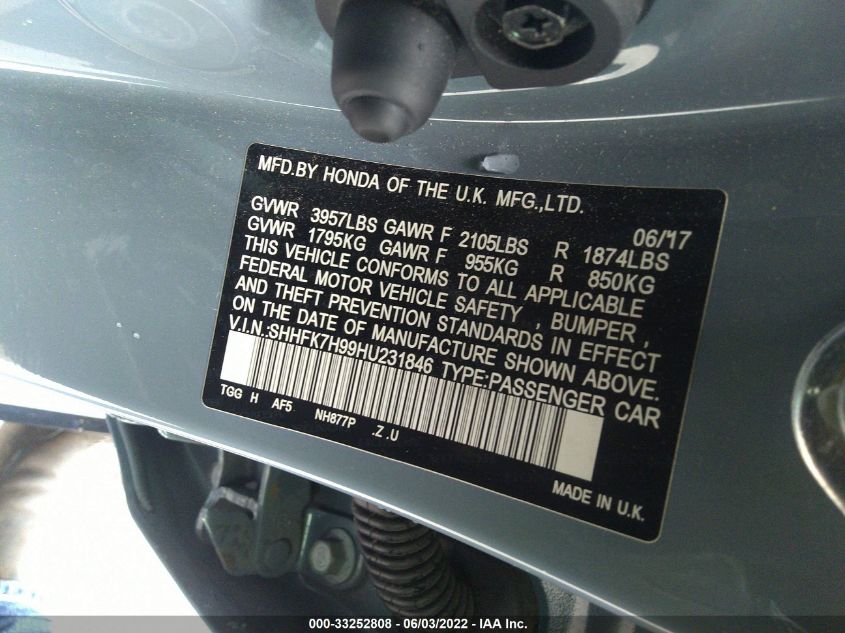 MFD.BY HONDA OF THE U.K. MFG.,LTD.
06/17
GVWR 3957LBS GAWR F 2105LBS R 1874LBS
GVWR 1795KG GAWR F 955KG R 850KG
THIS VEHICLE CONFORMS TO ALL APPLICABLE
FEDERAL MOTOR VEHICLE SAFETY , BUMPER ,
AND THEFT PREVENTION STANDARDS IN EFFECT
ON THE DATE OF MANUFACTURE SHOWN ABOVE.
V.I.N:SHHFK7H99HU231846 TYPE:PASSENGER CAR
TGG H AF5 NH877P .Z .U
MADE IN U.K.
000-33252808 - 06/03/2022 - IAA Inc.